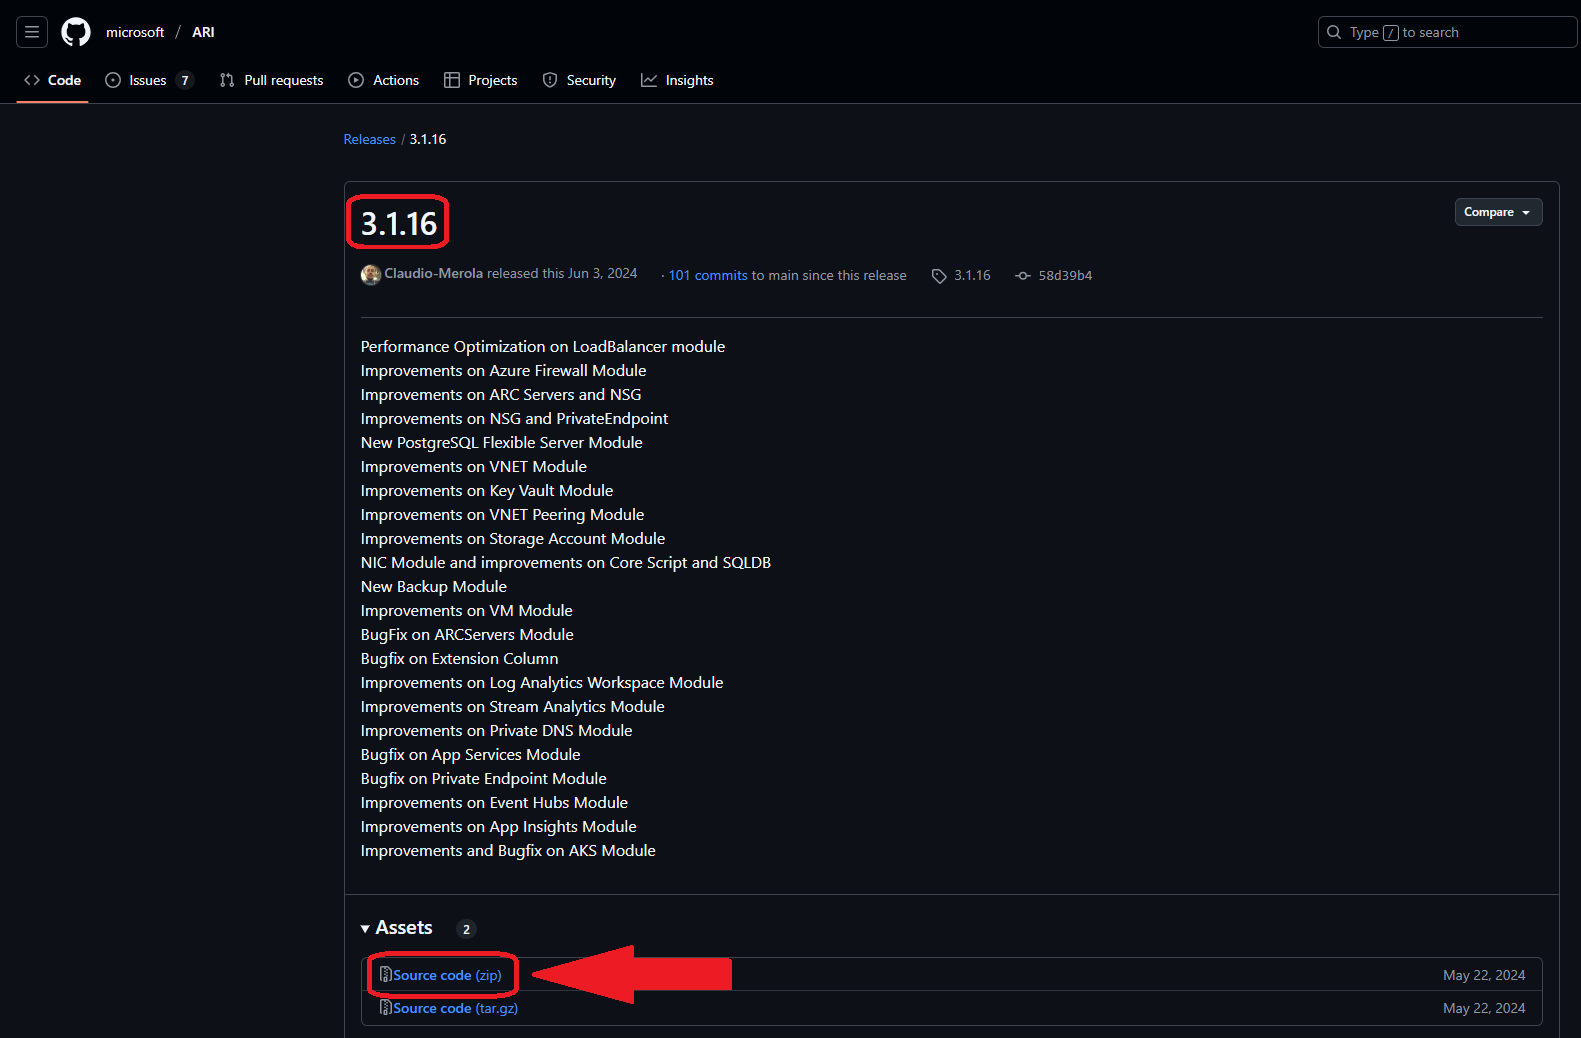 microsoft / ARI
Type / to search
Code Issues 7 Pull requests Actions Projects Security Insights
Releases / 3.1.16
3.1.16
Compare
Claudio-Merola released this Jun 3, 2024 · 101 commits to main since this release 3.1.16 58d39b4
Performance Optimization on LoadBalancer module
Improvements on Azure Firewall Module
Improvements on ARC Servers and NSG
Improvements on NSG and PrivateEndpoint
New PostgreSQL Flexible Server Module
Improvements on VNET Module
Improvements on Key Vault Module
Improvements on VNET Peering Module
Improvements on Storage Account Module
NIC Module and improvements on Core Script and SQLDB
New Backup Module
Improvements on VM Module
BugFix on ARCServers Module
Bugfix on Extension Column
Improvements on Log Analytics Workspace Module
Improvements on Stream Analytics Module
Improvements on Private DNS Module
Bugfix on App Services Module
Bugfix on Private Endpoint Module
Improvements on Event Hubs Module
Improvements on App Insights Module
Improvements and Bugfix on AKS Module
Assets 2
Source code (zip) May 22, 2024
Source code (tar.gz) May 22, 2024